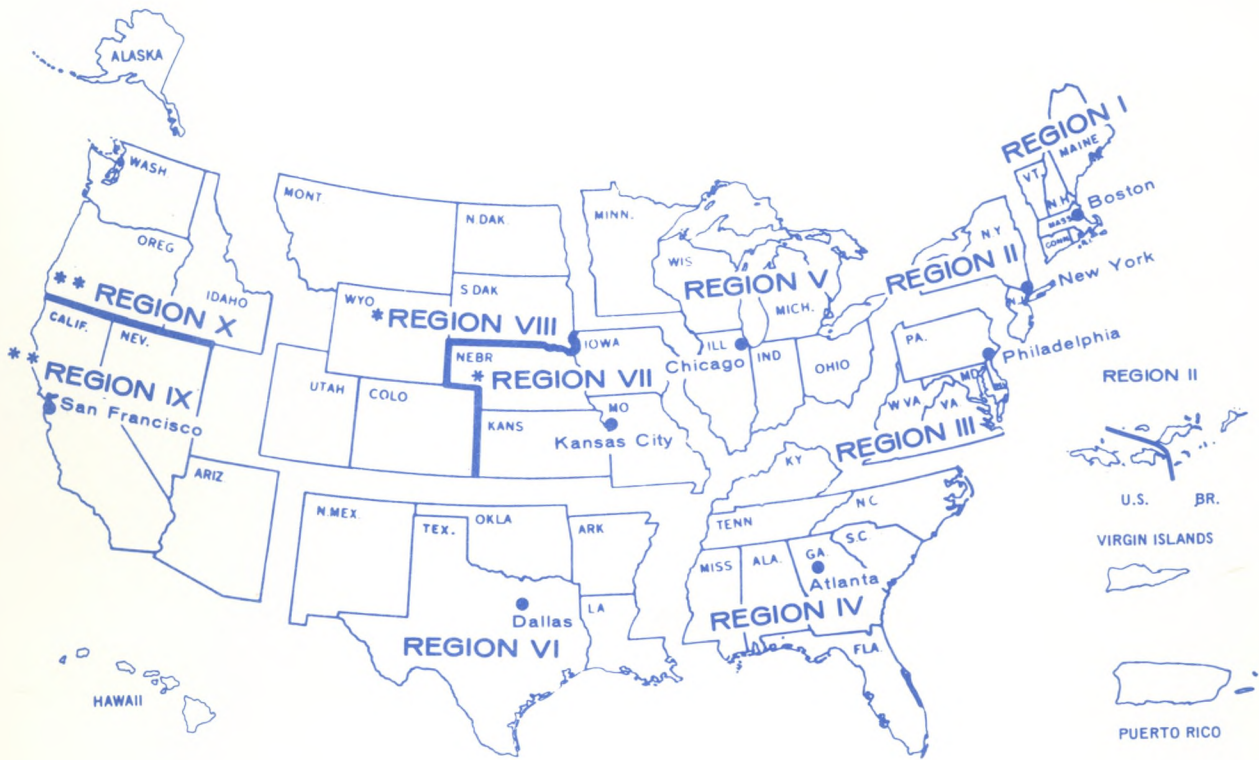 ALASKA
REGION I
MAINE
WASH
VT.
N.H.
MONT.
Boston
MASS
N.DAK.
MINN.
N.Y.
CONN.
R.I.
OREG
WIS
REGION II
New York
** REGION X
IDAHO
S DAK
REGION V
N.J.
WYO
*REGION VIII
MICH.
CALIF.
NEV.
PA.
Philadelphia
IOWA
ILL
Chicago
IND
OHIO
MD.
** REGION IX
NEBR
* REGION VII
REGION II
UTAH
COLO
W VA
VA
San Francisco
MO
KANS
Kansas City
REGION III
KY
ARIZ
U.S. BR.
N.MEX.
TEX.
OKLA
ARK
TENN
N C
S.C.
VIRGIN ISLANDS
MISS
ALA.
GA.
Atlanta
LA
Dallas
REGION IV
REGION VI
FLA.
HAWAII
PUERTO RICO